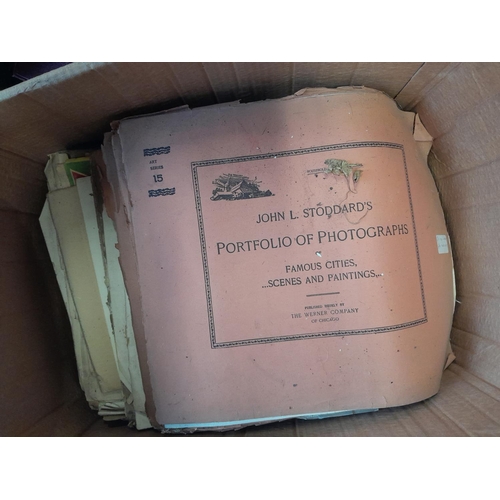 ART
SERIES
15
JOHN L. STODDARD'S
PORTFOLIO OF PHOTOGRAPHS
FAMOUS CITIES,
...SCENES AND PAINTINGS...
PUBLISHED WEEKLY BY
THE WERNER COMPANY
OF CHICAGO